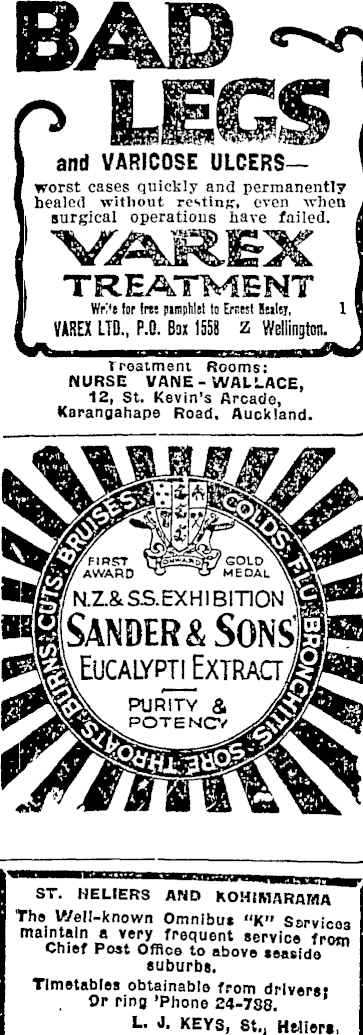 BAD
LEGS
and VARICOSE ULCERS—
worst cases quickly and permanently
healed without resting, even when
surgical operations have failed.
VAREX
TREATMENT
Write for free pamphlet to Ernest Healey, 1
VAREX LTD., P.O. Box 1558 Z Wellington.
Treatment Rooms:
NURSE VANE-WALLACE,
12, St. Kevin's Arcade,
Karangahape Road, Auckland.
BURNS·CUTS·BRUISES·
COLDS·FLU·BRONCHITIS·SORE THROATS·
ONWARD
FIRST AWARD
GOLD MEDAL
N.Z.& S.S. EXHIBITION
SANDER & SONS'
EUCALYPTI EXTRACT
PURITY &
POTENCY
ST. HELIERS AND KOHIMARAMA
The Well-known Omnibus "K" Services
maintain a very frequent service from
Chief Post Office to above seaside
suburbs.
Timetables obtainable from drivers;
Or ring 'Phone 24-788.
L. J. KEYS, St., Heliers.